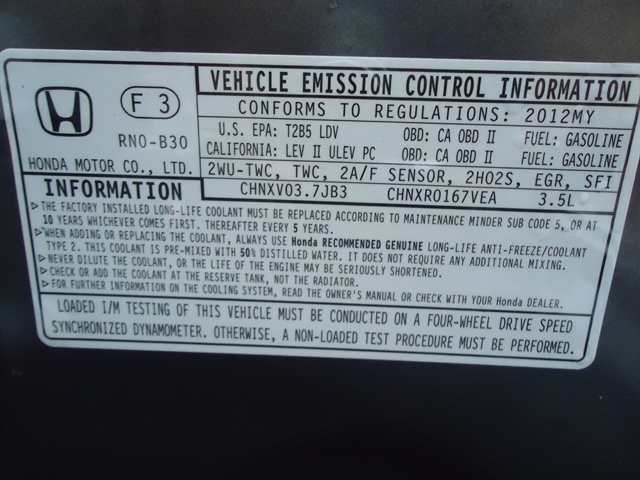 F 3
RN0-B30
HONDA MOTOR CO., LTD.
VEHICLE EMISSION CONTROL INFORMATION
CONFORMS TO REGULATIONS: 2012MY
U.S. EPA: T2B5 LDV OBD: CA OBD II FUEL: GASOLINE
CALIFORNIA: LEV II ULEV PC OBD: CA OBD II FUEL: GASOLINE
2WU-TWC, TWC, 2A/F SENSOR, 2HO2S, EGR, SFI
CHNXV03.7JB3 CHNXR0167VEA 3.5L
INFORMATION
▷THE FACTORY INSTALLED LONG-LIFE COOLANT MUST BE REPLACED ACCORDING TO MAINTENANCE MINDER SUB CODE 5, OR AT
10 YEARS WHICHEVER COMES FIRST. THEREAFTER EVERY 5 YEARS.
▷WHEN ADDING OR REPLACING THE COOLANT, ALWAYS USE Honda RECOMMENDED GENUINE LONG-LIFE ANTI-FREEZE/COOLANT
TYPE 2. THIS COOLANT IS PRE-MIXED WITH 50% DISTILLED WATER. IT DOES NOT REQUIRE ANY ADDITIONAL MIXING.
▷NEVER DILUTE THE COOLANT, OR THE LIFE OF THE ENGINE MAY BE SERIOUSLY SHORTENED.
▷CHECK OR ADD COOLANT AT THE RESERVE TANK, NOT THE RADIATOR.
▷FOR FURTHER INFORMATION ON THE COOLING SYSTEM, READ THE OWNER'S MANUAL OR CHECK WITH YOUR Honda DEALER.
LOADED I/M TESTING OF THIS VEHICLE MUST BE CONDUCTED ON A FOUR-WHEEL DRIVE SPEED
SYNCHRONIZED DYNAMOMETER. OTHERWISE, A NON-LOADED TEST PROCEDURE MUST BE PERFORMED.